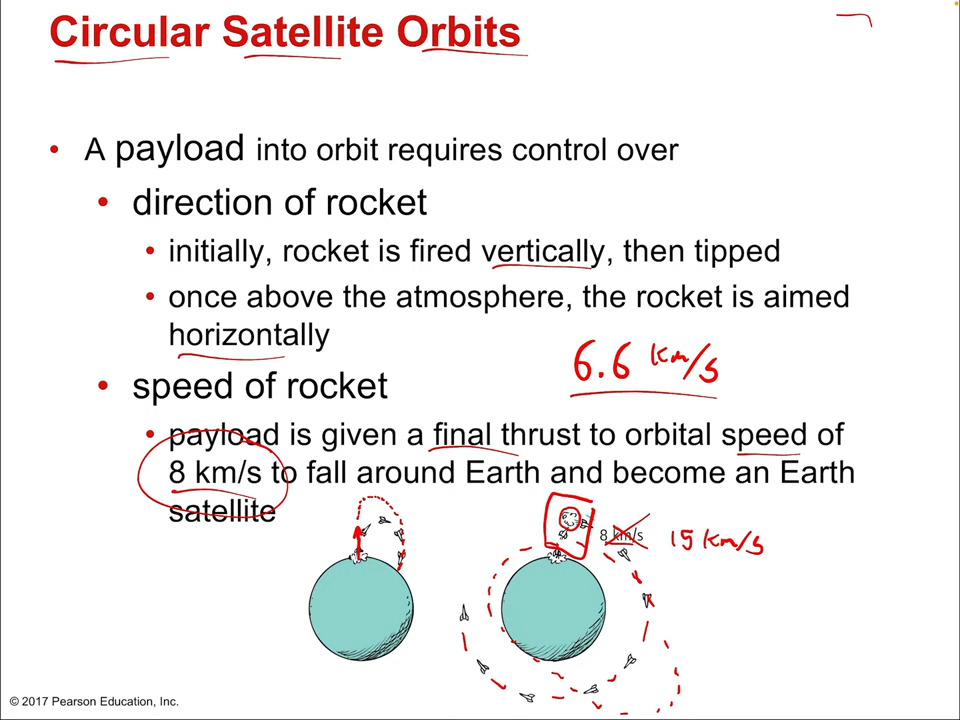 Circular Satellite Orbits
• A payload into orbit requires control over
• direction of rocket
• initially, rocket is fired vertically, then tipped
• once above the atmosphere, the rocket is aimed
horizontally
6.6 km/s
• speed of rocket
• payload is given a final thrust to orbital speed of
8 km/s to fall around Earth and become an Earth
satellite
8 km/s 15 km/s
© 2017 Pearson Education, Inc.